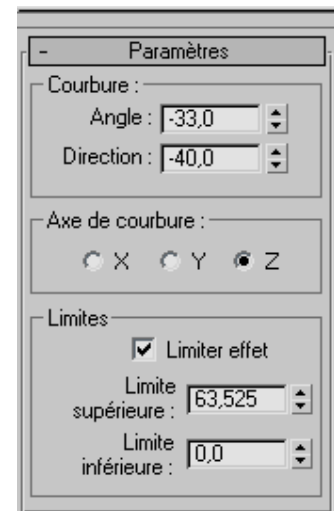 - Paramètres
Courbure :
Angle : -33,0
Direction : -40,0
Axe de courbure :
X Y Z
Limites
Limiter effet
Limite
supérieure : 63,525
Limite
inférieure : 0,0